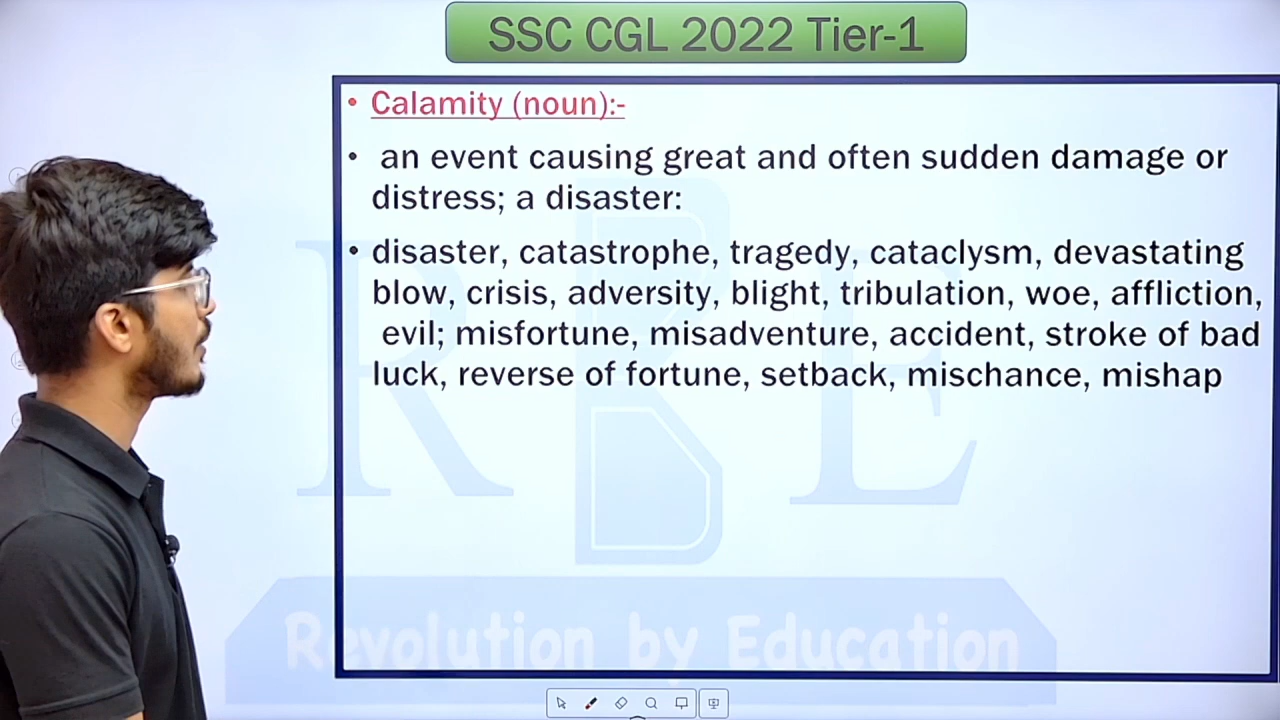 SSC CGL 2022 Tier-1
• Calamity (noun):-
• an event causing great and often sudden damage or
distress; a disaster:
• disaster, catastrophe, tragedy, cataclysm, devastating
blow, crisis, adversity, blight, tribulation, woe, affliction,
evil; misfortune, misadventure, accident, stroke of bad
luck, reverse of fortune, setback, mischance, mishap
R B E
Revolution by Education